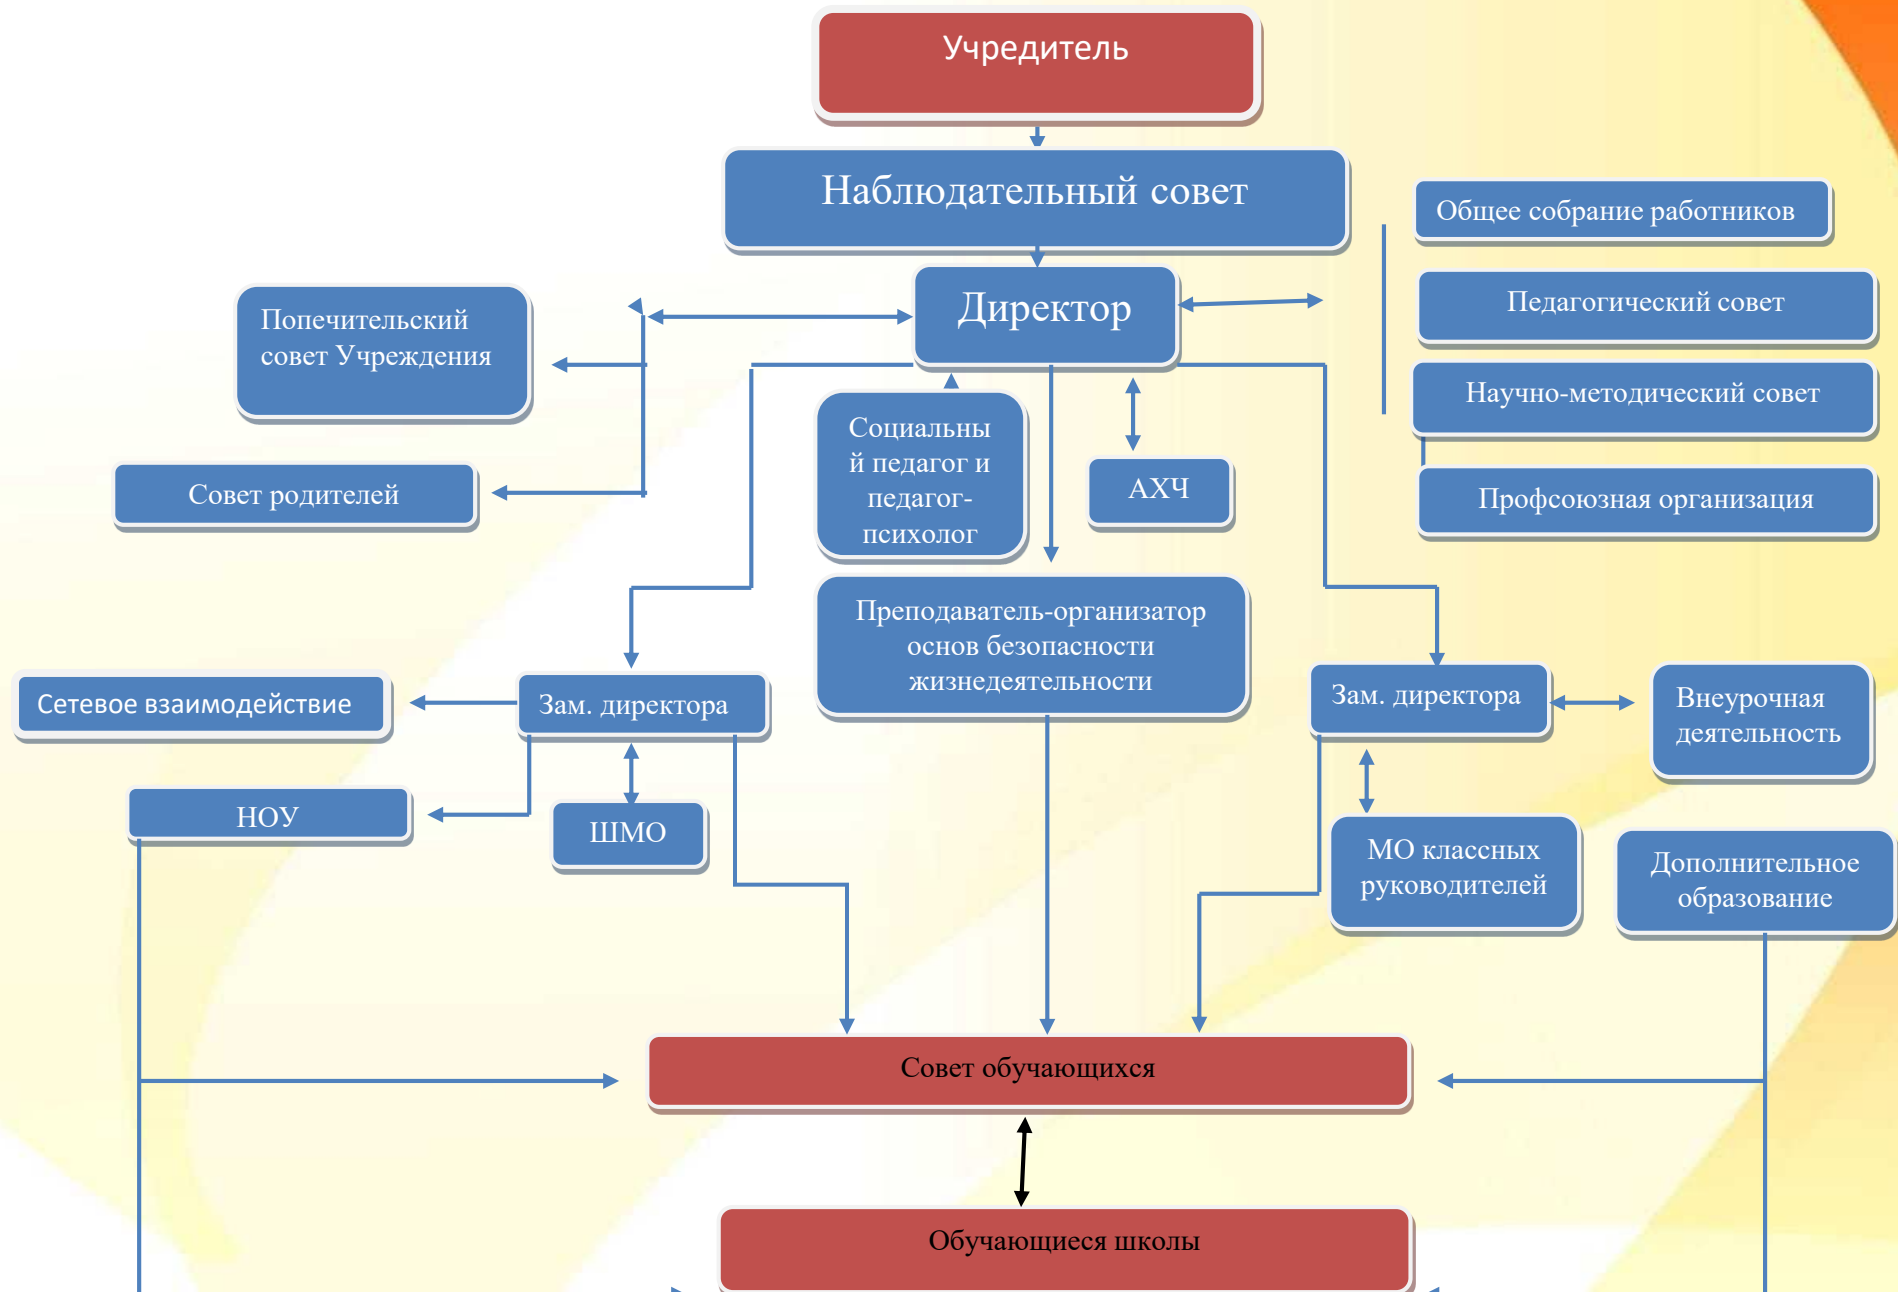 Учредитель
Наблюдательный совет
Общее собрание работников
Директор
Педагогический совет
Попечительский
совет Учреждения
Научно-методический совет
Социальны
й педагог и
педагог-
психолог
АХЧ
Совет родителей
Профсоюзная организация
Преподаватель-организатор
основ безопасности
жизнедеятельности
Сетевое взаимодействие
Зам. директора
Зам. директора
Внеурочная
деятельность
НОУ
ШМО
МО классных
руководителей
Дополнительное
образование
Совет обучающихся
Обучающиеся школы